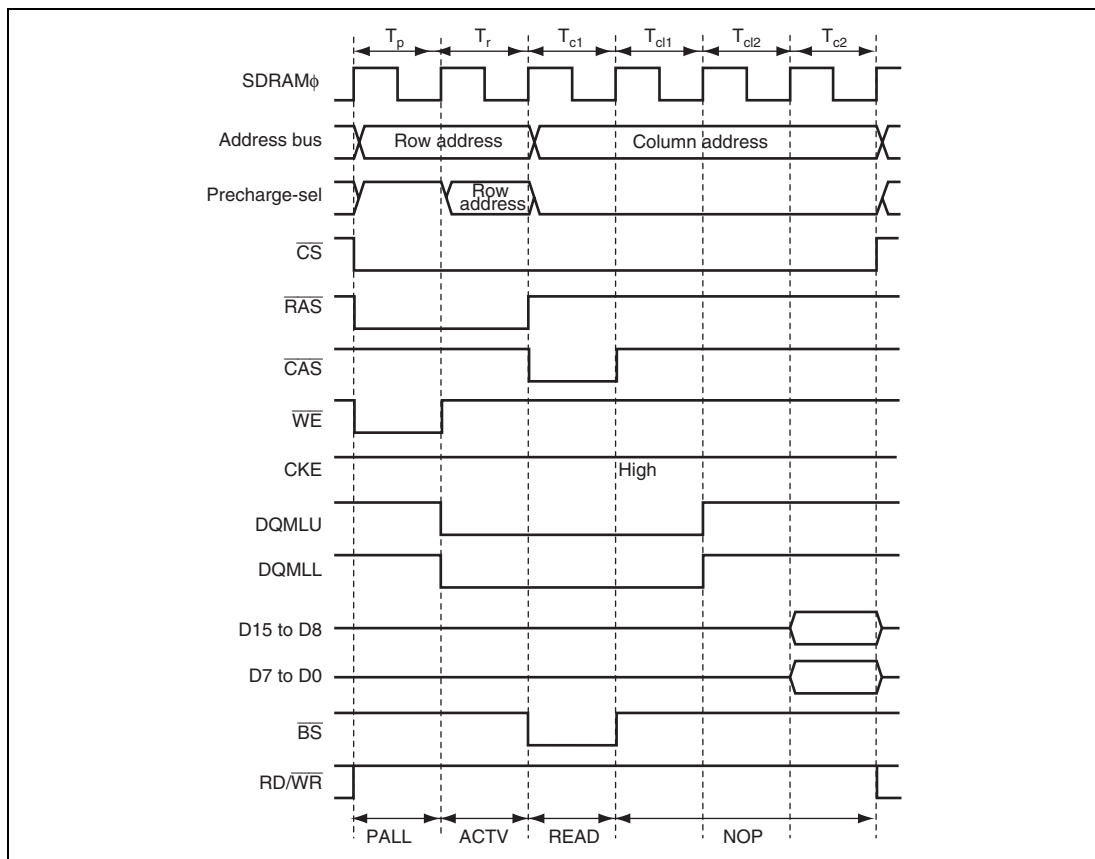 Tp Tr Tc1 Tcl1 Tcl2 Tc2
SDRAMϕ
Address bus Row address Column address
Precharge-sel Row address
CS
RAS
CAS
WE
CKE High
DQMLU
DQMLL
D15 to D8
D7 to D0
BS
RD/WR
PALL ACTV READ NOP